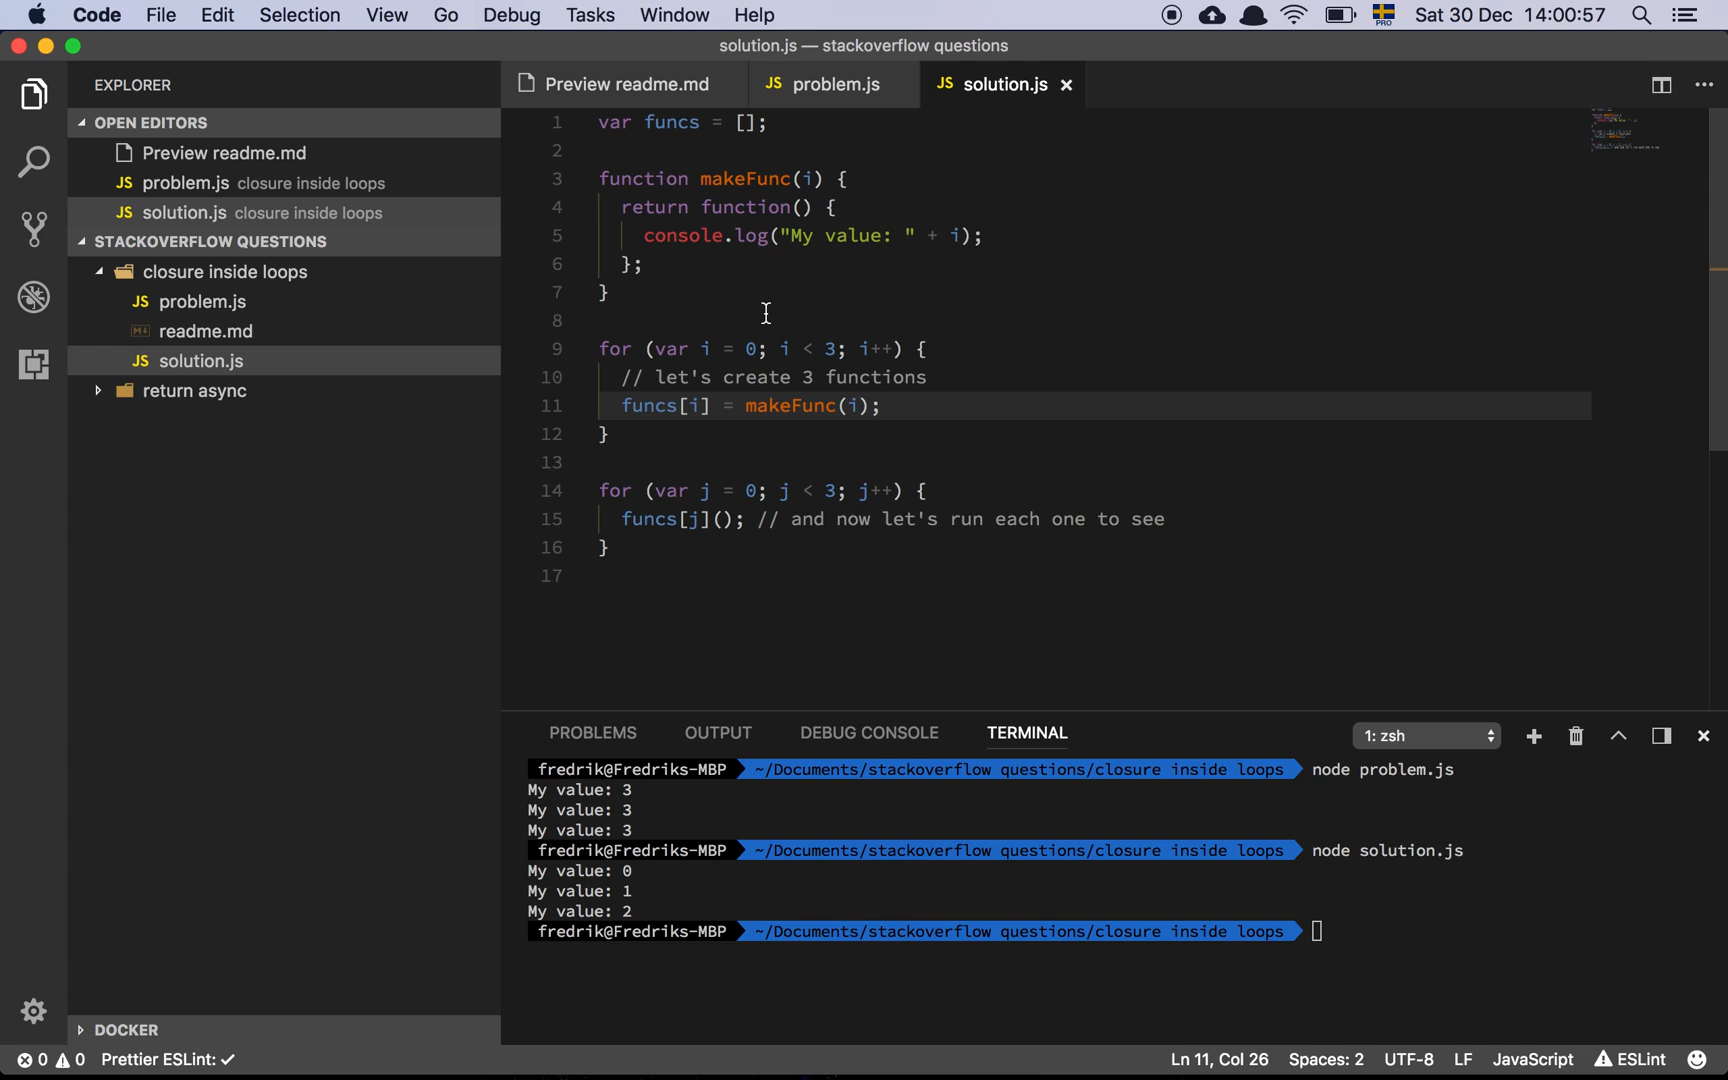 Code File Edit Selection View Go Debug Tasks Window Help PRO Sat 30 Dec 14:00:57
solution.js — stackoverflow questions
EXPLORER
OPEN EDITORS
Preview readme.md
JS problem.js closure inside loops
JS solution.js closure inside loops
STACKOVERFLOW QUESTIONS
closure inside loops
JS problem.js
M↓ readme.md
JS solution.js
return async
DOCKER
Preview readme.md JS problem.js JS solution.js ×
1 var funcs = [];
2
3 function makeFunc(i) {
4 return function() {
5 console.log("My value: " + i);
6 };
7 }
8
9 for (var i = 0; i < 3; i++) {
10 // let's create 3 functions
11 funcs[i] = makeFunc(i);
12 }
13
14 for (var j = 0; j < 3; j++) {
15 funcs[j](); // and now let's run each one to see
16 }
17
PROBLEMS OUTPUT DEBUG CONSOLE TERMINAL 1: zsh
fredrik@Fredriks-MBP ~/Documents/stackoverflow questions/closure inside loops node problem.js
My value: 3
My value: 3
My value: 3
fredrik@Fredriks-MBP ~/Documents/stackoverflow questions/closure inside loops node solution.js
My value: 0
My value: 1
My value: 2
fredrik@Fredriks-MBP ~/Documents/stackoverflow questions/closure inside loops
0 0 Prettier ESLint: ✓ Ln 11, Col 26 Spaces: 2 UTF-8 LF JavaScript ESLint